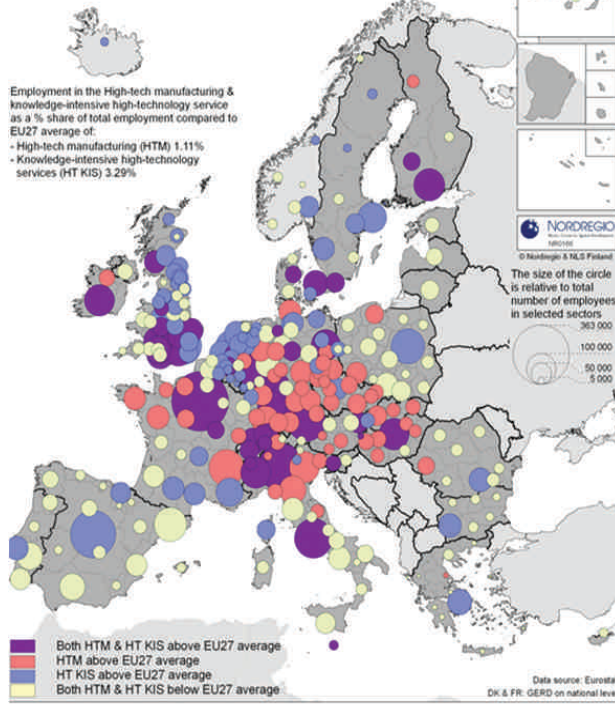 Employment in the High-tech manufacturing &
knowledge-intensive high-technology service
as a % share of total employment compared to
EU27 average of:
- High-tech manufacturing (HTM) 1.11%
- Knowledge-intensive high-technology
services (HT KIS) 3.29%
NORDREGIO
NR0166
© Nordregio & NLS Finland
The size of the circle
is relative to total
number of employees
in selected sectors
363 000
100 000
50 000
5 000
Both HTM & HT KIS above EU27 average
HTM above EU27 average
HT KIS above EU27 average
Both HTM & HT KIS below EU27 average
Data source: Eurosta
DK & FR: GERD on national leve